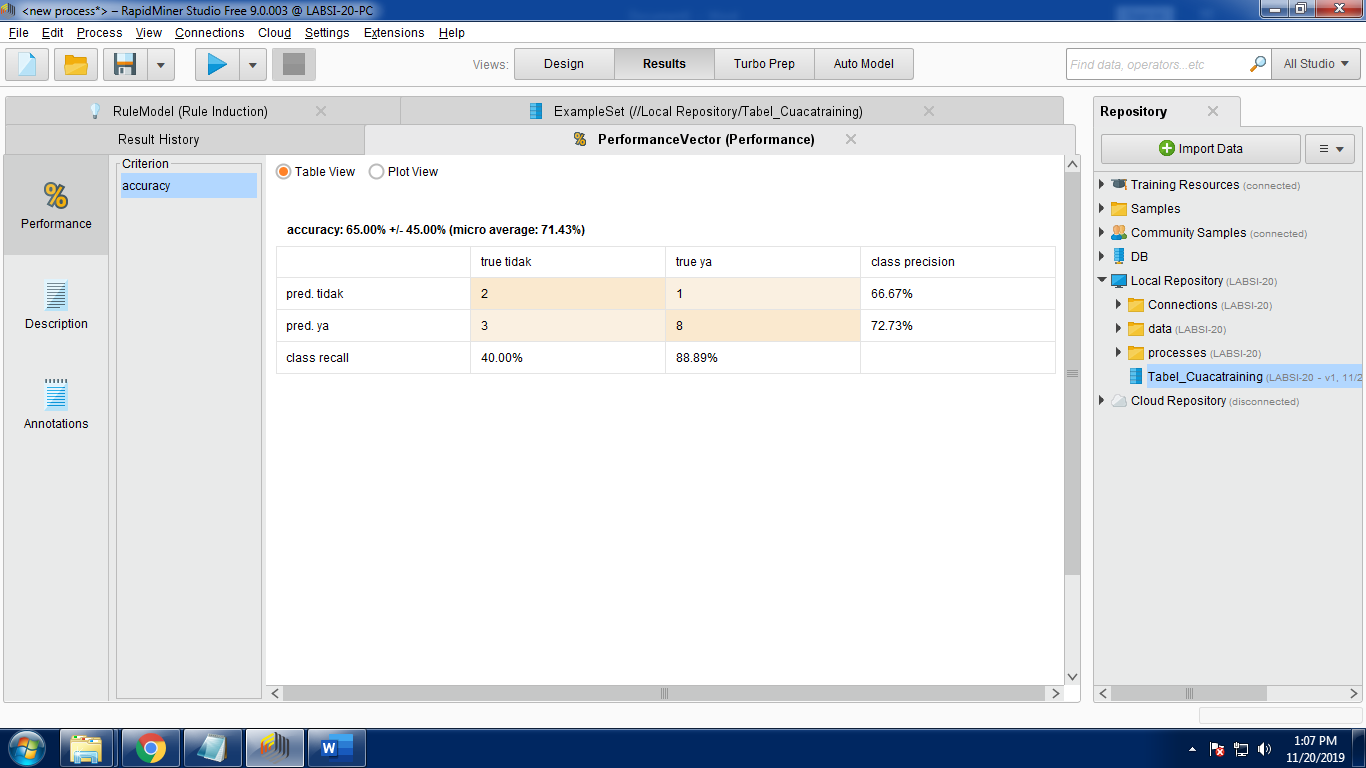 <new process*> – RapidMiner Studio Free 9.0.003 @ LABSI-20-PC
File Edit Process View Connections Cloud Settings Extensions Help
Views: Design Results Turbo Prep Auto Model Find data, operators...etc All Studio
RuleModel (Rule Induction) ExampleSet (//Local Repository/Tabel_Cuacatraining)
Result History PerformanceVector (Performance)
Performance
Description
Annotations
Criterion
accuracy
Table View Plot View
accuracy: 65.00% +/- 45.00% (micro average: 71.43%)
true tidak true ya class precision
pred. tidak 2 1 66.67%
pred. ya 3 8 72.73%
class recall 40.00% 88.89%
Repository
Import Data
Training Resources (connected)
Samples
Community Samples (connected)
DB
Local Repository (LABSI-20)
Connections (LABSI-20)
data (LABSI-20)
processes (LABSI-20)
Tabel_Cuacatraining (LABSI-20 - v1, 11/2
Cloud Repository (disconnected)
1:07 PM
11/20/2019